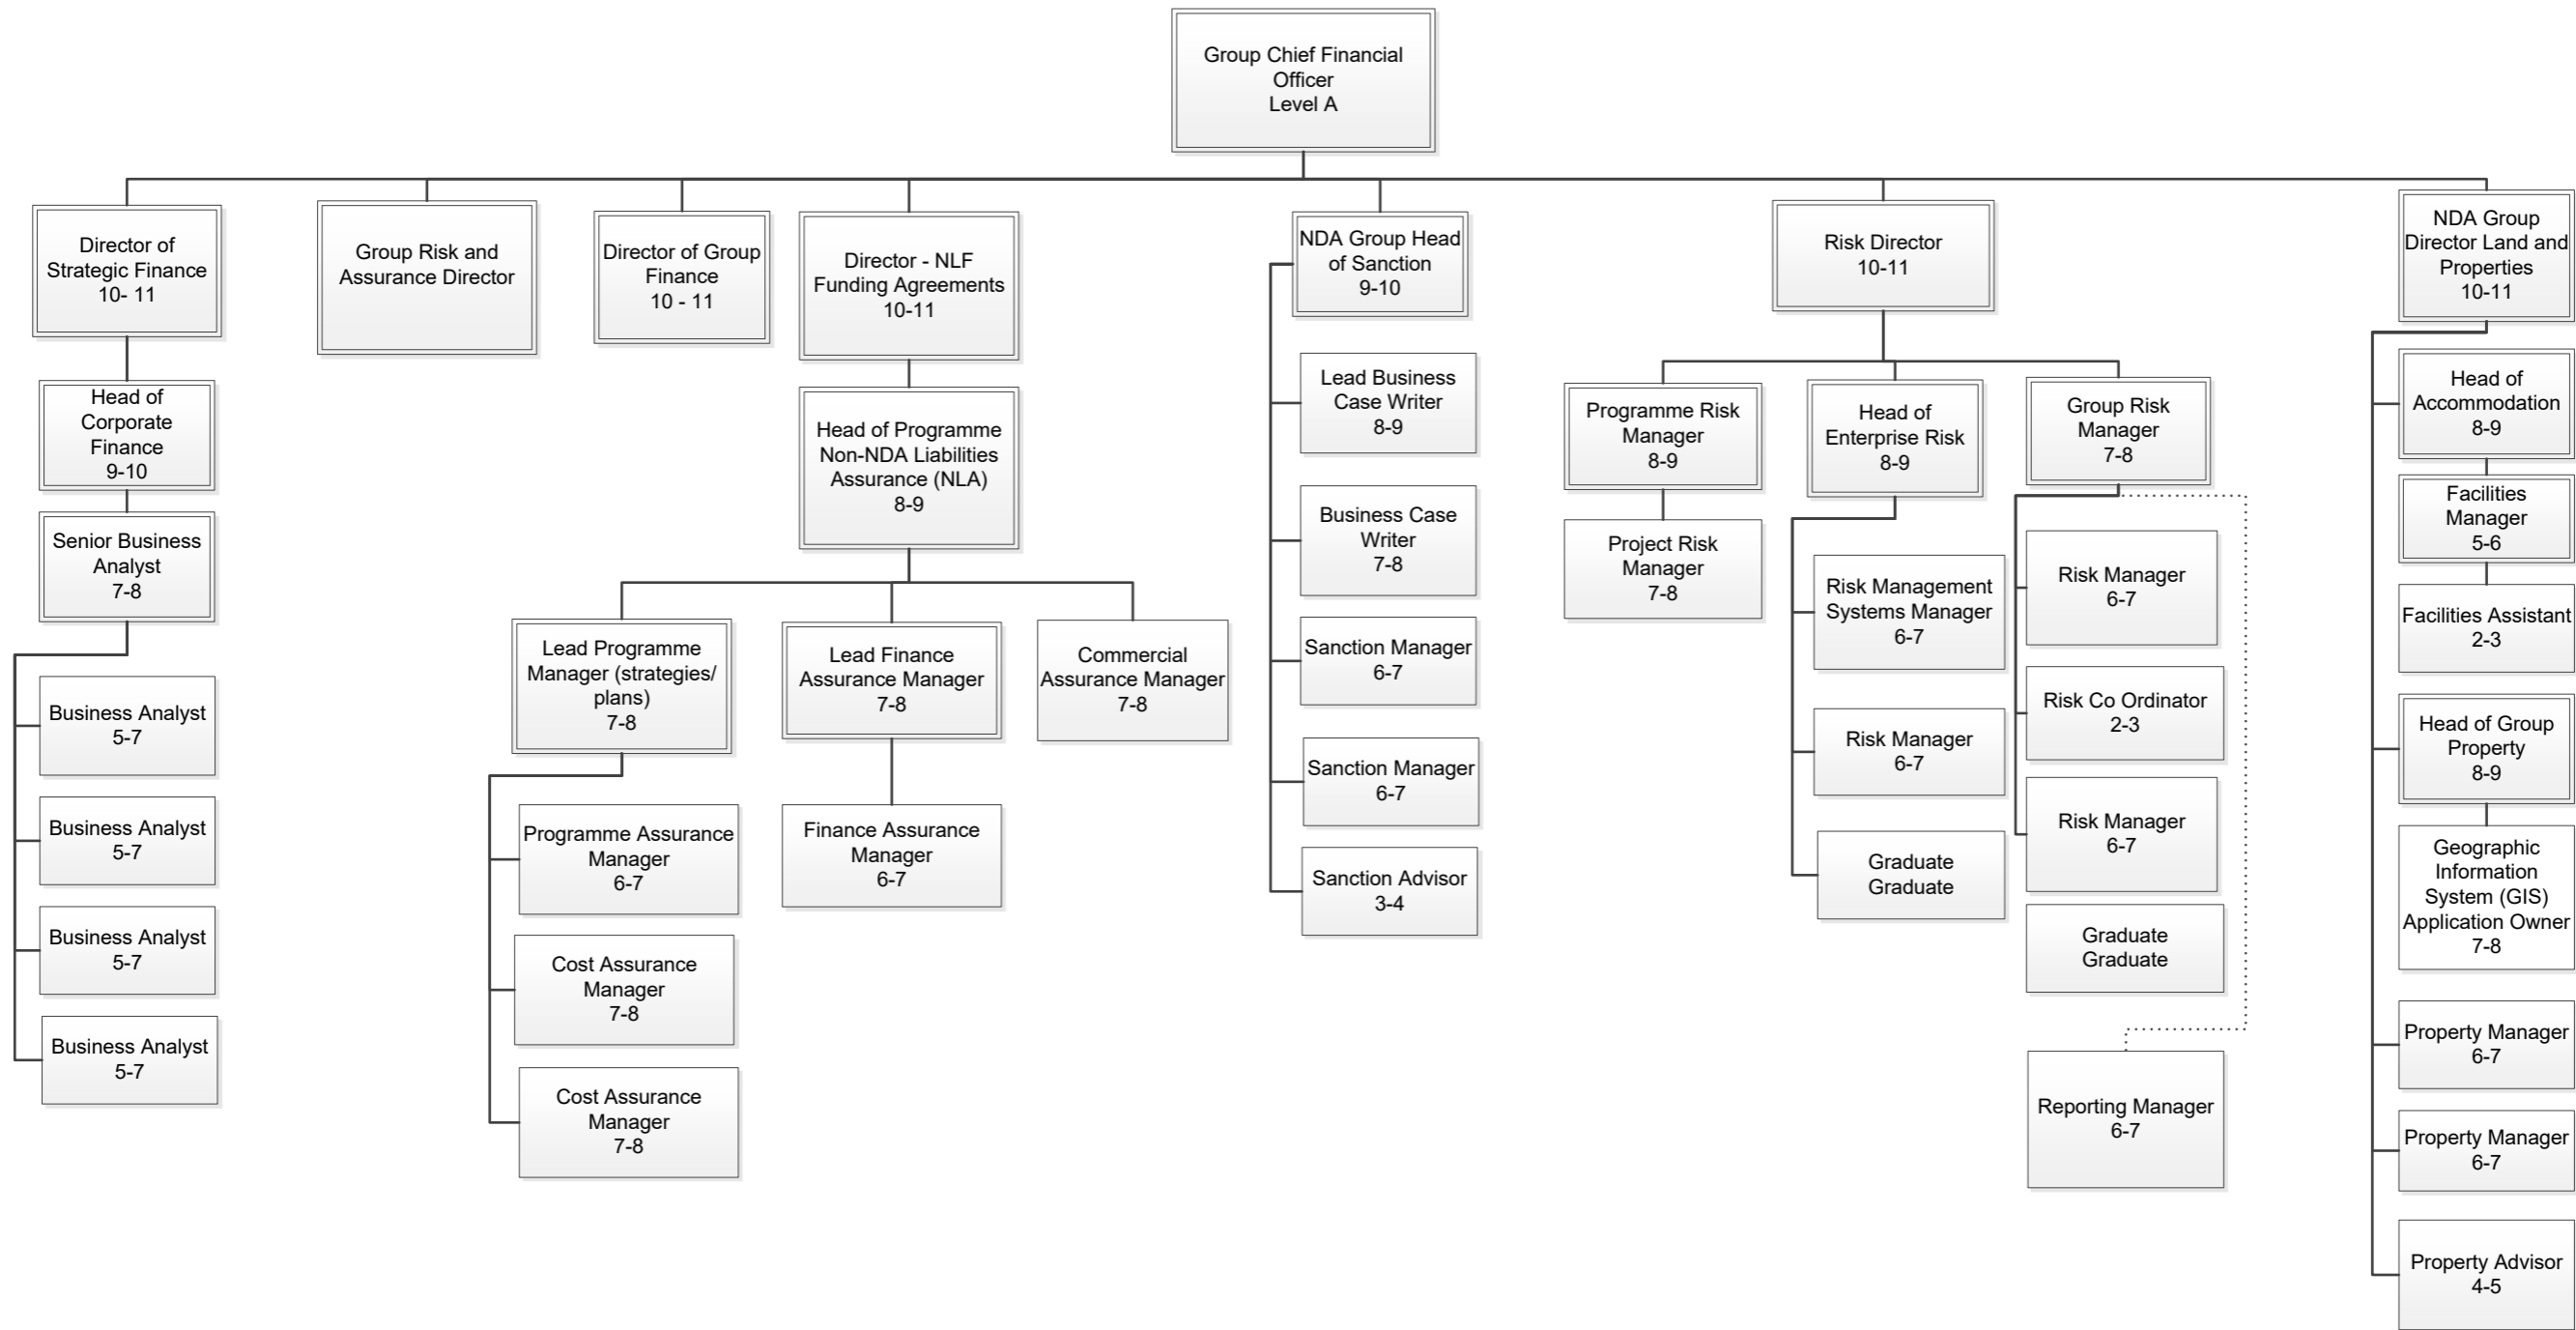 Group Chief Financial
Officer
Level A
Director of
Strategic Finance
10- 11
Group Risk and
Assurance Director
Director of Group
Finance
10 - 11
Director - NLF
Funding Agreements
10-11
NDA Group Head
of Sanction
9-10
Risk Director
10-11
NDA Group
Director Land and
Properties
10-11
Head of
Corporate
Finance
9-10
Senior Business
Analyst
7-8
Business Analyst
5-7
Business Analyst
5-7
Business Analyst
5-7
Business Analyst
5-7
Head of Programme
Non-NDA Liabilities
Assurance (NLA)
8-9
Lead Programme
Manager (strategies/
plans)
7-8
Lead Finance
Assurance Manager
7-8
Commercial
Assurance Manager
7-8
Programme Assurance
Manager
6-7
Cost Assurance
Manager
7-8
Cost Assurance
Manager
7-8
Finance Assurance
Manager
6-7
Lead Business
Case Writer
8-9
Business Case
Writer
7-8
Sanction Manager
6-7
Sanction Manager
6-7
Sanction Advisor
3-4
Programme Risk
Manager
8-9
Project Risk
Manager
7-8
Head of
Enterprise Risk
8-9
Risk Management
Systems Manager
6-7
Risk Manager
6-7
Graduate
Graduate
Group Risk
Manager
7-8
Risk Manager
6-7
Risk Co Ordinator
2-3
Risk Manager
6-7
Graduate
Graduate
Reporting Manager
6-7
Head of
Accommodation
8-9
Facilities
Manager
5-6
Facilities Assistant
2-3
Head of Group
Property
8-9
Geographic
Information
System (GIS)
Application Owner
7-8
Property Manager
6-7
Property Manager
6-7
Property Advisor
4-5